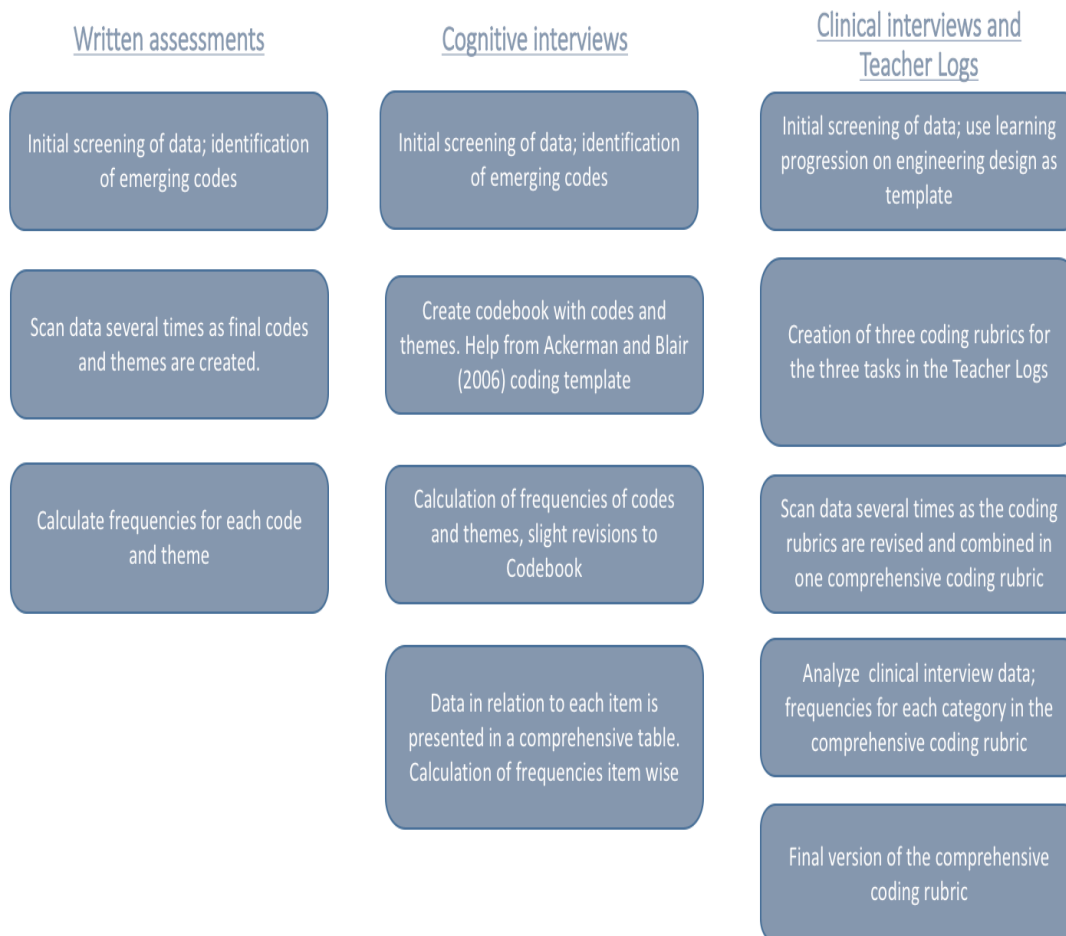 Written assessments
Initial screening of data; identification
of emerging codes
Scan data several times as final codes
and themes are created.
Calculate frequencies for each code
and theme
Cognitive interviews
Initial screening of data; identification
of emerging codes
Create codebook with codes and
themes. Help from Ackerman and Blair
(2006) coding template
Calculation of frequencies of codes
and themes, slight revisions to
Codebook
Data in relation to each item is
presented in a comprehensive table.
Calculation of frequencies item wise
Clinical interviews and
Teacher Logs
Initial screening of data; use learning
progression on engineering design as
template
Creation of three coding rubrics for
the three tasks in the Teacher Logs
Scan data several times as the coding
rubrics are revised and combined in
one comprehensive coding rubric
Analyze clinical interview data;
frequencies for each category in the
comprehensive coding rubric
Final version of the comprehensive
coding rubric